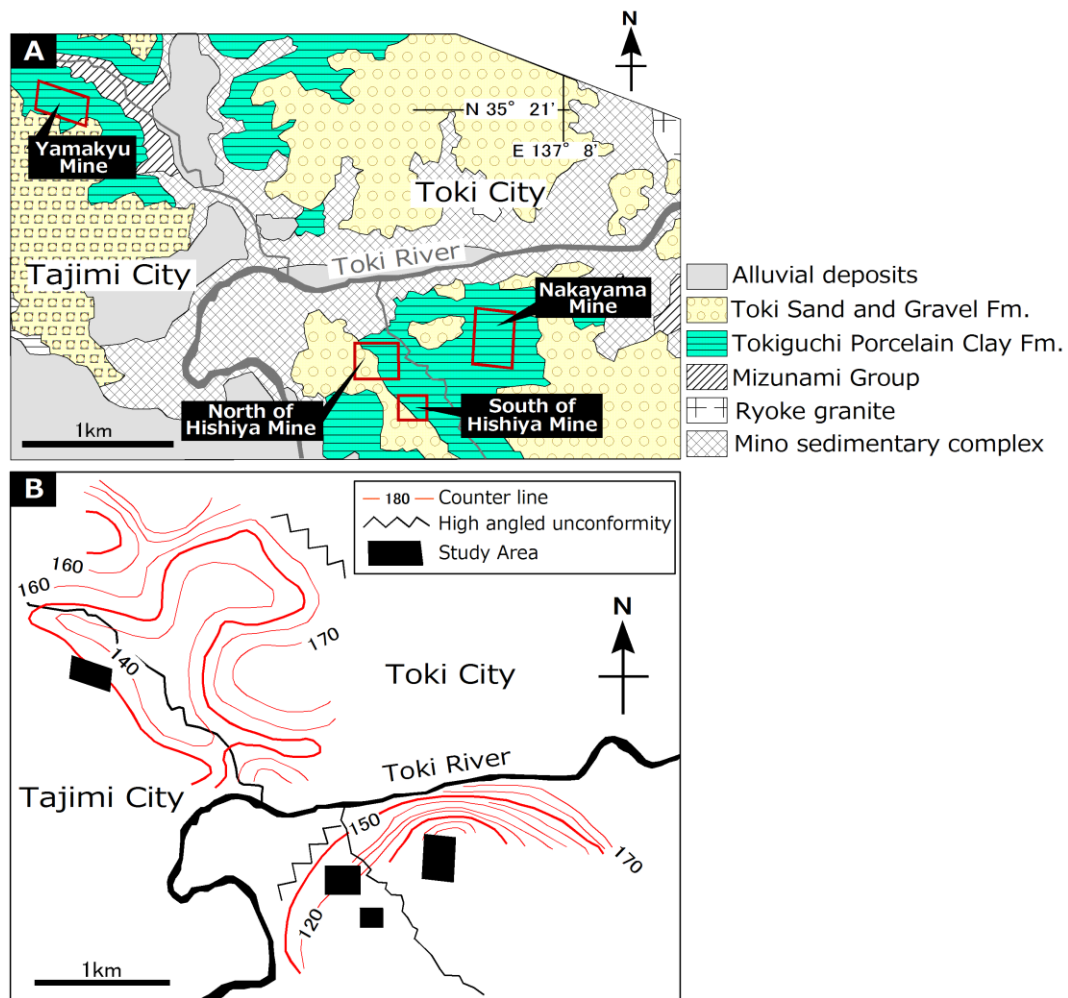 A
N
N 35° 21'
E 137° 8'
Yamakyu
Mine
Toki City
Toki River
Tajimi City
Nakayama
Mine
North of
Hishiya Mine
South of
Hishiya Mine
1km
Alluvial deposits
Toki Sand and Gravel Fm.
Tokiguchi Porcelain Clay Fm.
Mizunami Group
Ryoke granite
Mino sedimentary complex
B
180 Counter line
High angled unconformity
Study Area
160
160
N
170
140
Toki City
Toki River
Tajimi City
150
170
120
1km